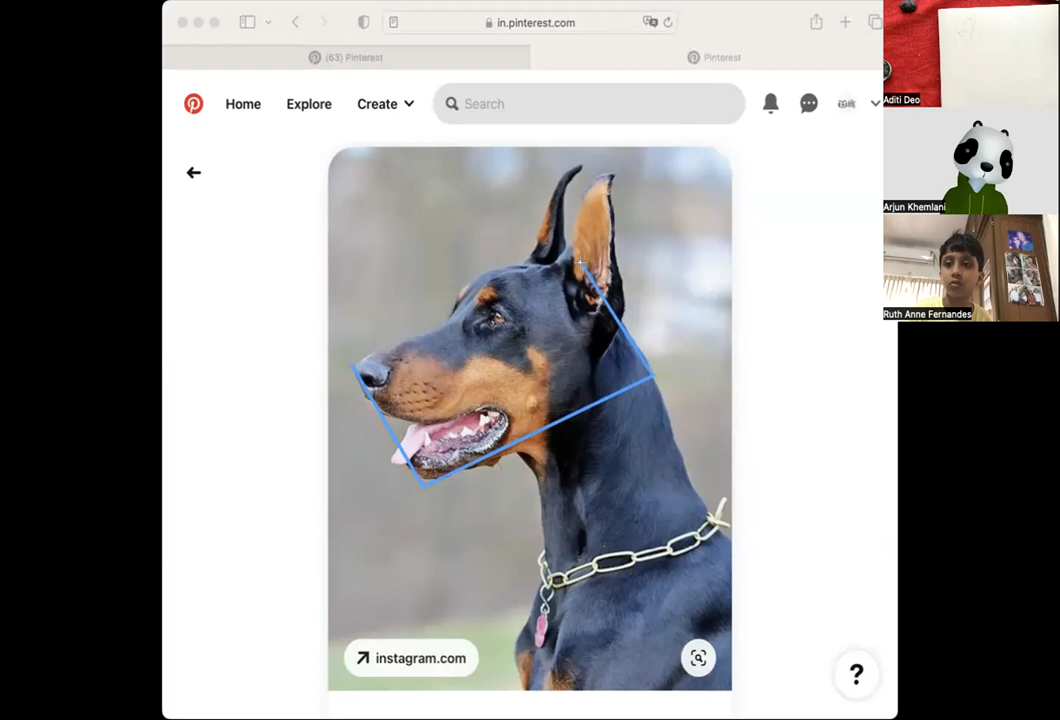 in.pinterest.com
(63) Pinterest
Pinterest
Home
Explore
Create
Search
instagram.com
?
Aditi Deo
Arjun Khemlani
Ruth Anne Fernandes